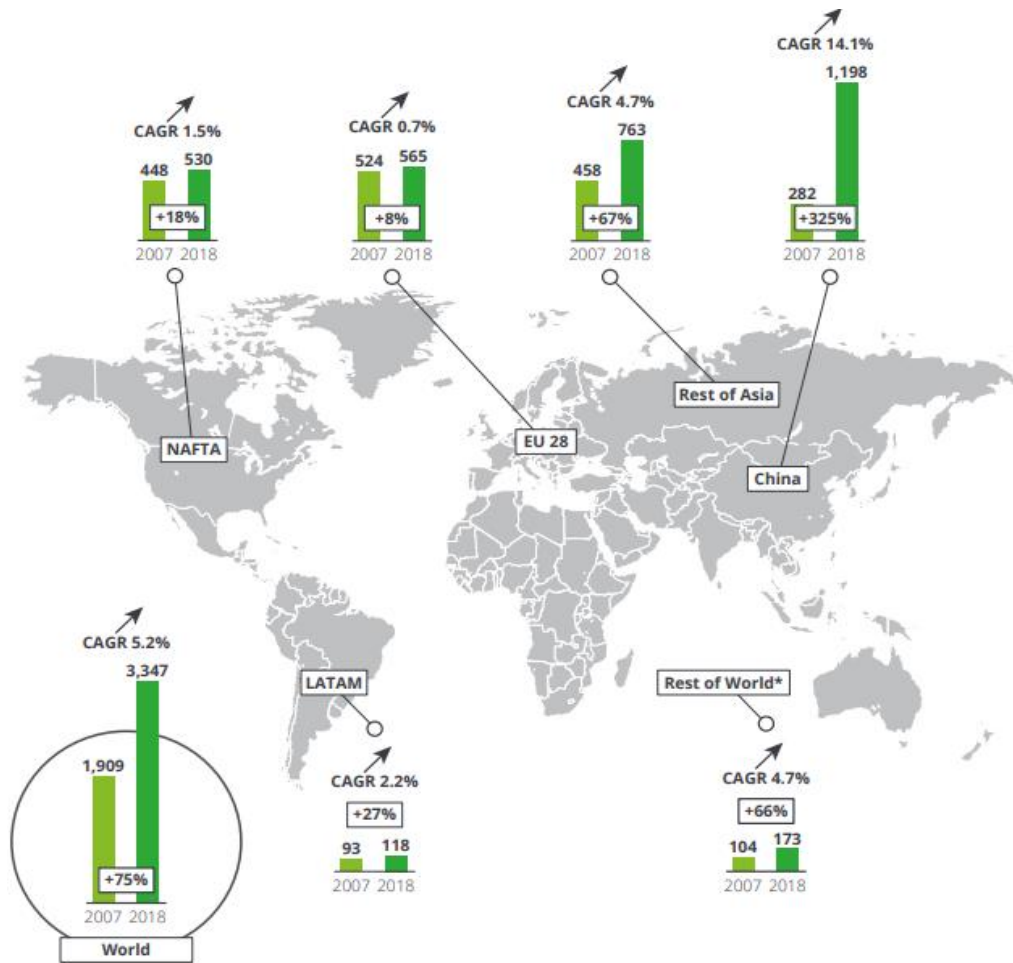 CAGR 1.5%
448 530
+18%
2007 2018
CAGR 0.7%
524 565
+8%
2007 2018
CAGR 4.7%
458 763
+67%
2007 2018
CAGR 14.1%
282 1,198
+325%
2007 2018
NAFTA
EU 28
Rest of Asia
China
LATAM
Rest of World*
CAGR 5.2%
1,909 3,347
+75%
2007 2018
World
CAGR 2.2%
+27%
93 118
2007 2018
CAGR 4.7%
+66%
104 173
2007 2018